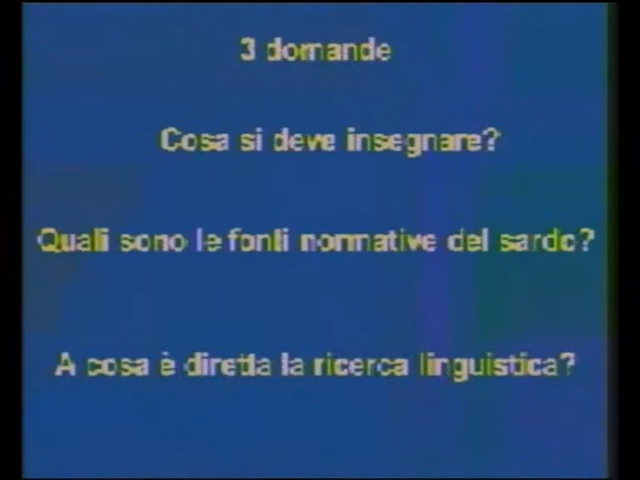 3 domande
Cosa si deve insegnare?
Quali sono le fonti normative del sardo?
A cosa è diretta la ricerca linguistica?